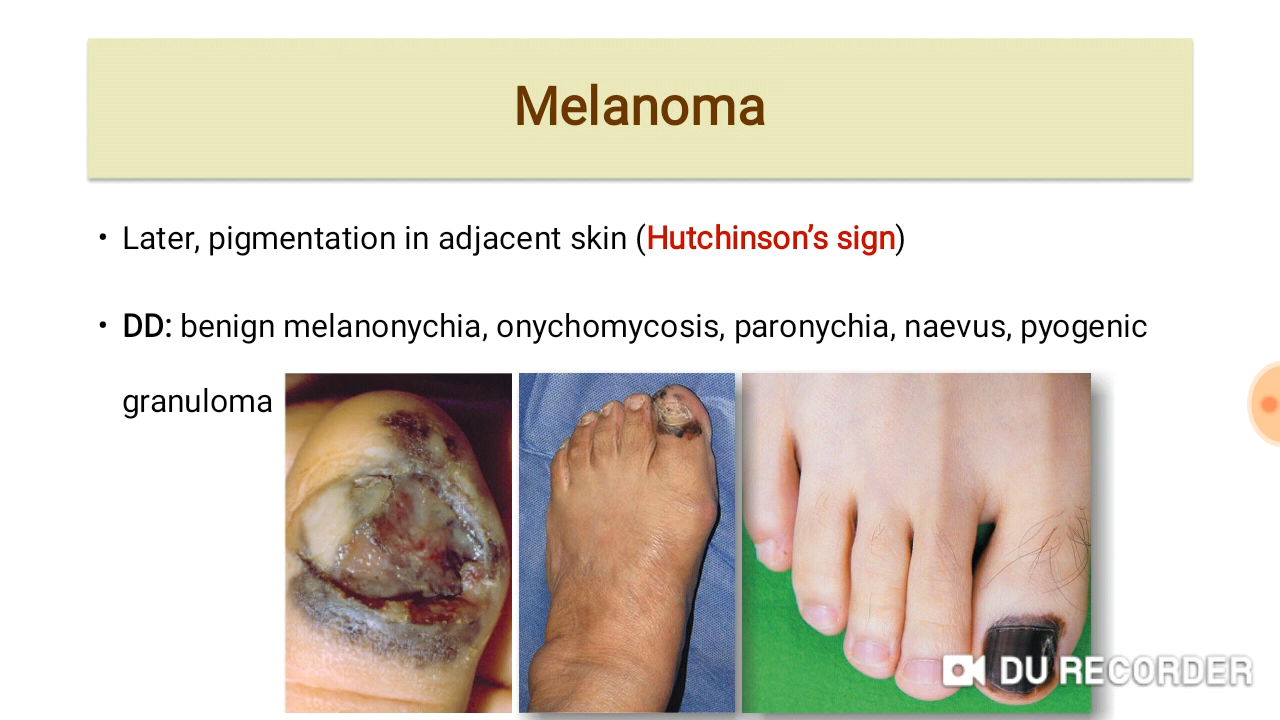 Melanoma
• Later, pigmentation in adjacent skin (Hutchinson’s sign)
• DD: benign melanonychia, onychomycosis, paronychia, naevus, pyogenic
granuloma
DU RECORDER